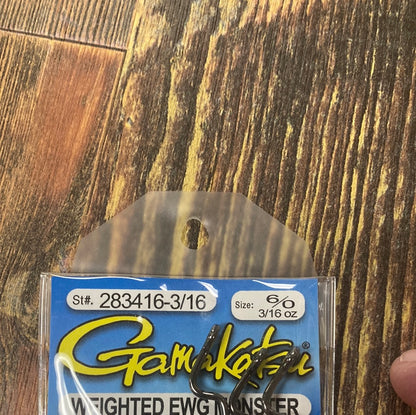 St#. 283416-3/16
Size: 6/0
3/16 oz
Gamakatsu®
WEIGHTED EWG MONSTER